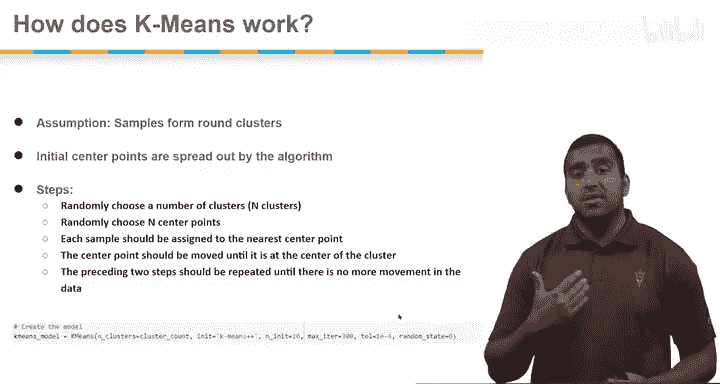 How does K-Means work?
bilibili
Assumption: Samples form round clusters
Initial center points are spread out by the algorithm
Steps:
Randomly choose a number of clusters (N clusters)
Randomly choose N center points
Each sample should be assigned to the nearest center point
The center point should be moved until it is at the center of the cluster
The preceding two steps should be repeated until there is no more movement in the
data
# Create the model
kmeans_model = KMeans(n_clusters=cluster_count, init='k-means++', n_init=10, max_iter=300, tol=1e-4, random_state=0)